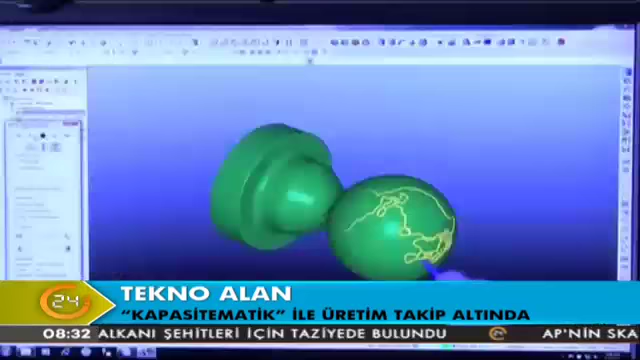 24
TEKNO ALAN
"KAPASİTEMATİK" İLE ÜRETİM TAKİP ALTINDA
08:32 ALKANI ŞEHİTLERİ İÇİN TAZİYEDE BULUNDU AP'NİN SKA